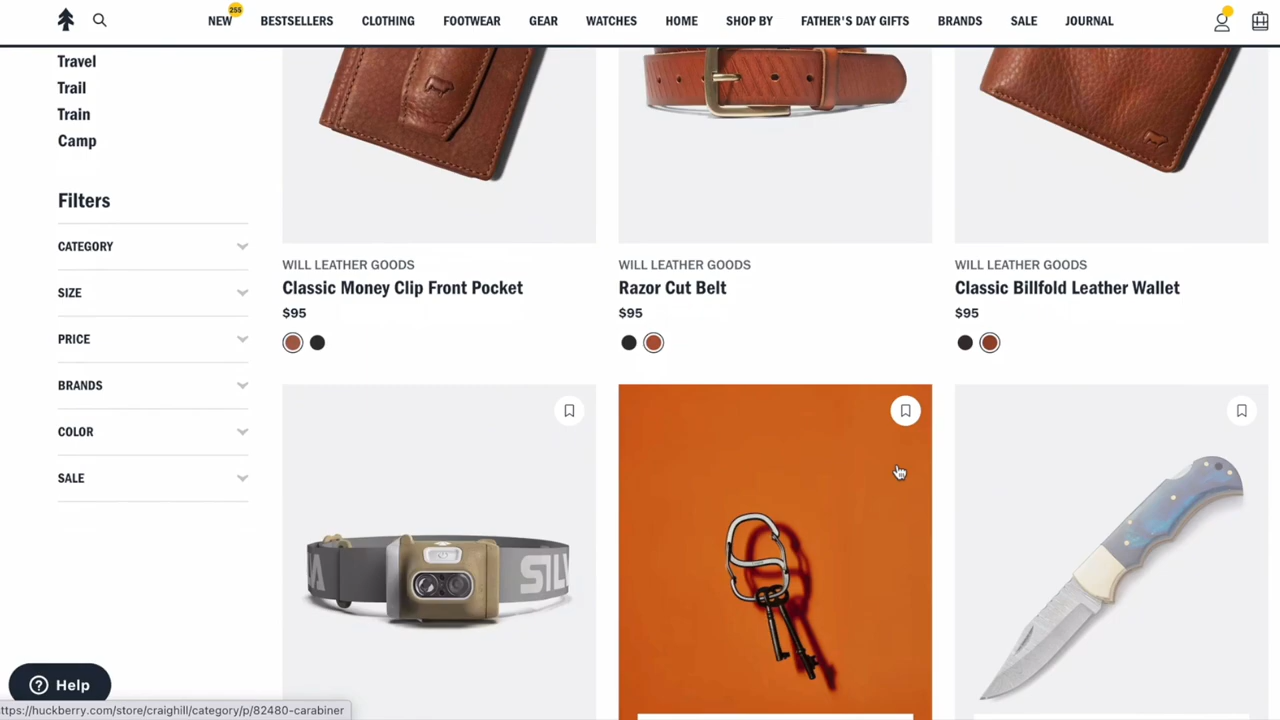 NEW
255
BESTSELLERS
CLOTHING
FOOTWEAR
GEAR
WATCHES
HOME
SHOP BY
FATHER'S DAY GIFTS
BRANDS
SALE
JOURNAL
Travel
Trail
Train
Camp
Filters
CATEGORY
SIZE
PRICE
BRANDS
COLOR
SALE
WILL LEATHER GOODS
Classic Money Clip Front Pocket
$95
WILL LEATHER GOODS
Razor Cut Belt
$95
WILL LEATHER GOODS
Classic Billfold Leather Wallet
$95
SIL
Help
ttps://huckberry.com/store/craighill/category/p/82480-carabiner